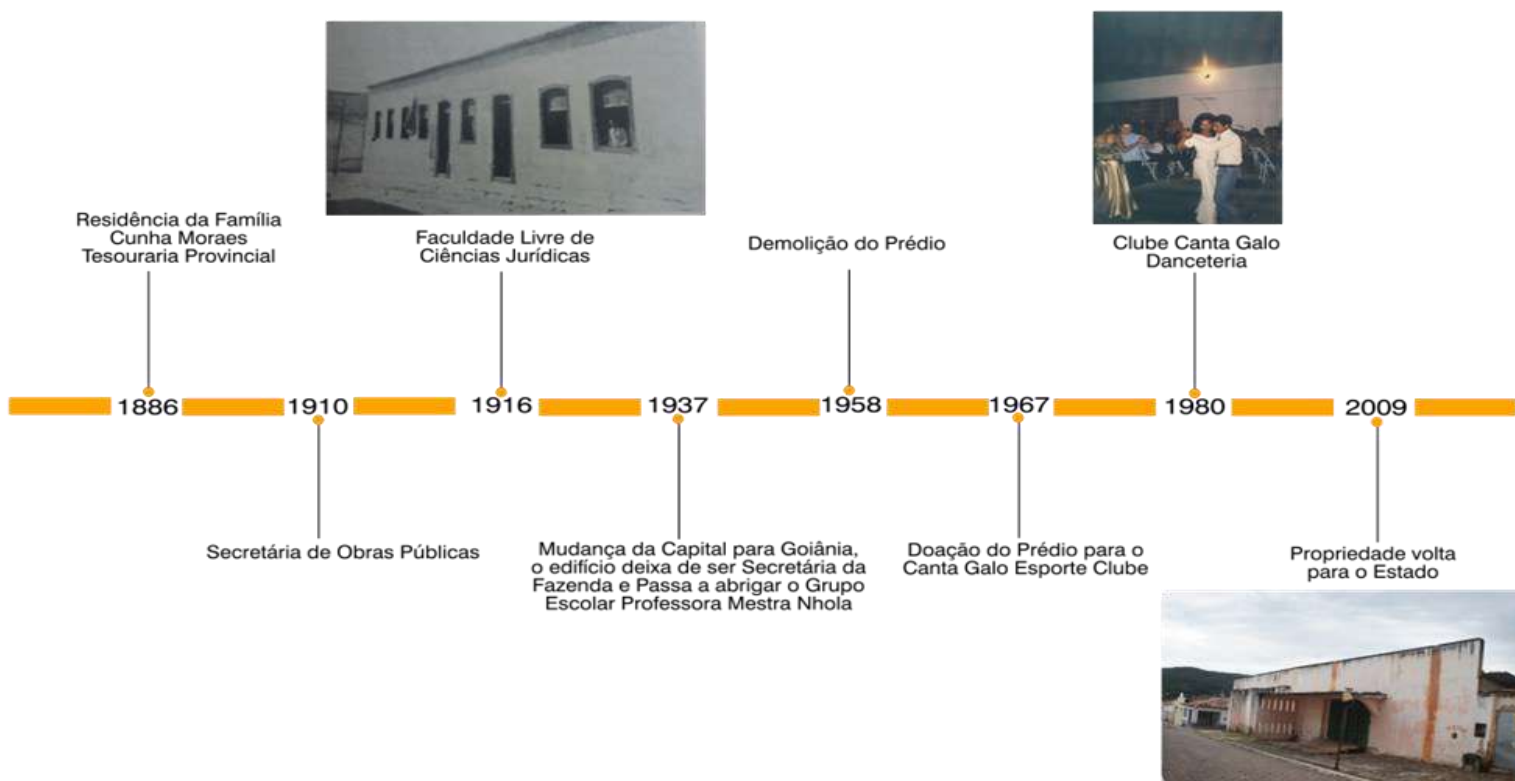 Residência da Família
Cunha Moraes
Tesouraria Provincial
Faculdade Livre de
Ciências Jurídicas
Demolição do Prédio
Clube Canta Galo
Danceteria
1886
1910
1916
1937
1958
1967
1980
2009
Secretária de Obras Públicas
Mudança da Capital para Goiânia,
o edifício deixa de ser Secretária da
Fazenda e Passa a abrigar o Grupo
Escolar Professora Mestra Nhola
Doação do Prédio para o
Canta Galo Esporte Clube
Propriedade volta
para o Estado